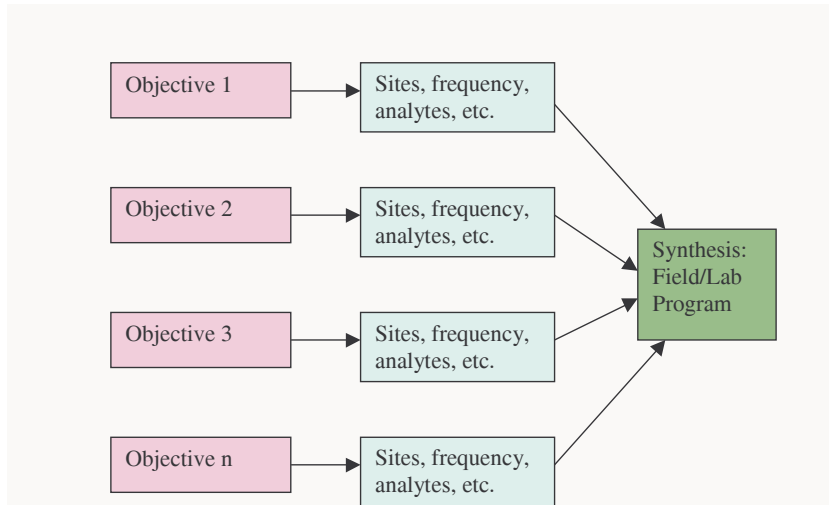 Objective 1
Sites, frequency,
analytes, etc.
Objective 2
Sites, frequency,
analytes, etc.
Synthesis:
Field/Lab
Program
Objective 3
Sites, frequency,
analytes, etc.
Objective n
Sites, frequency,
analytes, etc.